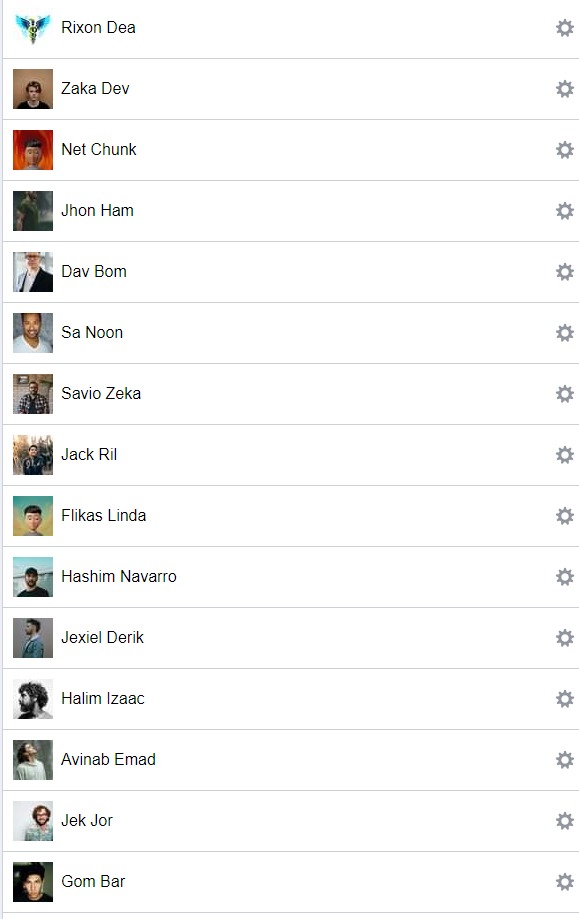 Rixon Dea
Zaka Dev
Net Chunk
Jhon Ham
Dav Bom
Sa Noon
Savio Zeka
Jack Ril
Flikas Linda
Hashim Navarro
Jexiel Derik
Halim Izaac
Avinab Emad
Jek Jor
Gom Bar